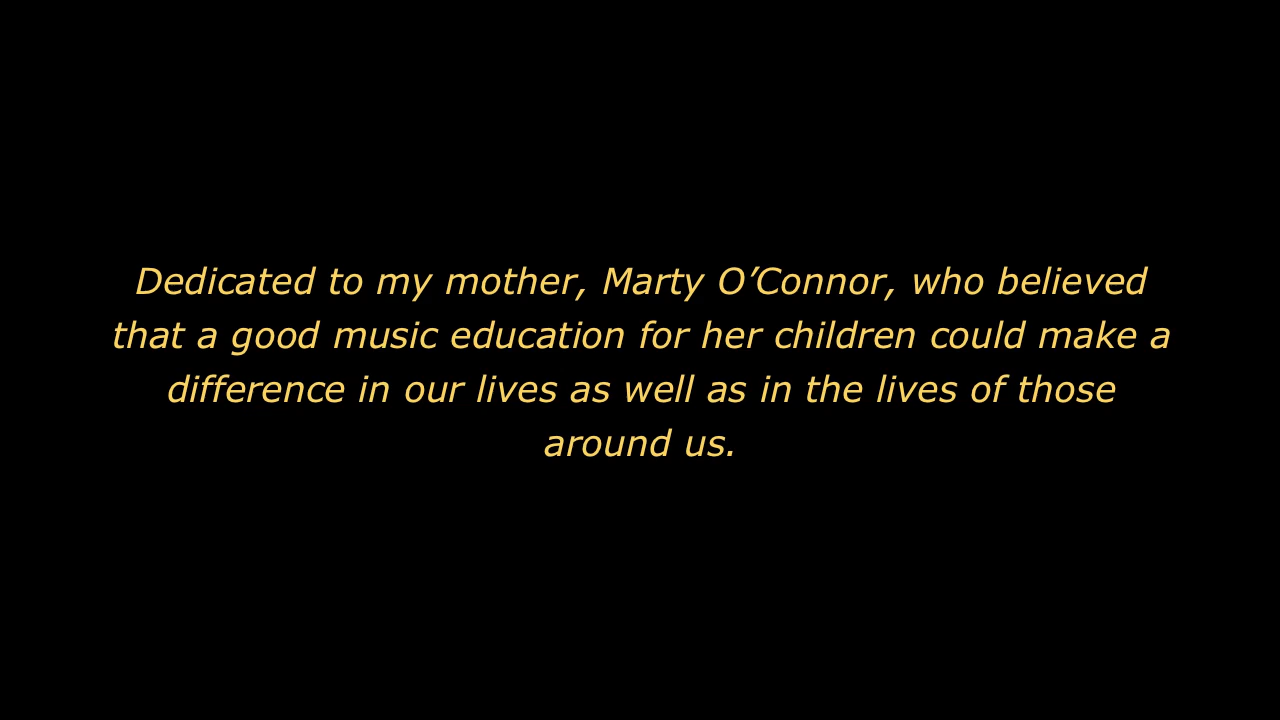 Dedicated to my mother, Marty O’Connor, who believed
that a good music education for her children could make a
difference in our lives as well as in the lives of those
around us.